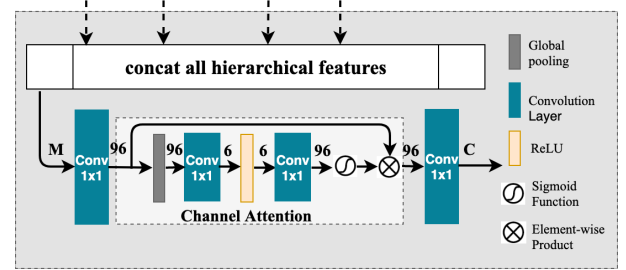 concat all hierarchical features
M
Conv
1x1
96
96
Conv
1x1
6
6
Conv
1x1
96
96
Conv
1x1
C
Channel Attention
Global
pooling
Convolution
Layer
ReLU
Sigmoid
Function
Element-wise
Product